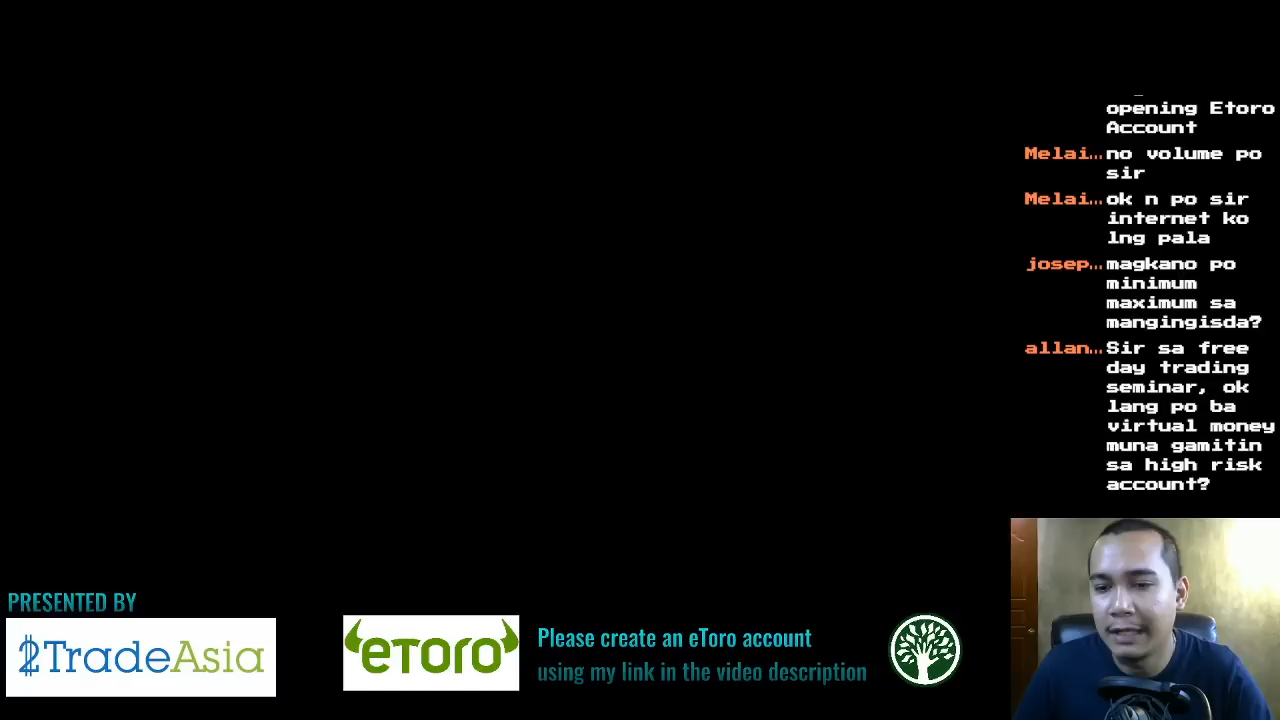 opening Etoro
Account
Melai… no volume po
sir
Melai… ok n po sir
internet ko
lng pala
josep… magkano po
minimum
maximum sa
mangingisda?
allan… Sir sa free
day trading
seminar, ok
lang po ba
virtual money
muna gamitin
sa high risk
account?
PRESENTED BY
2TradeAsia
eToro
Please create an eToro account
using my link in the video description